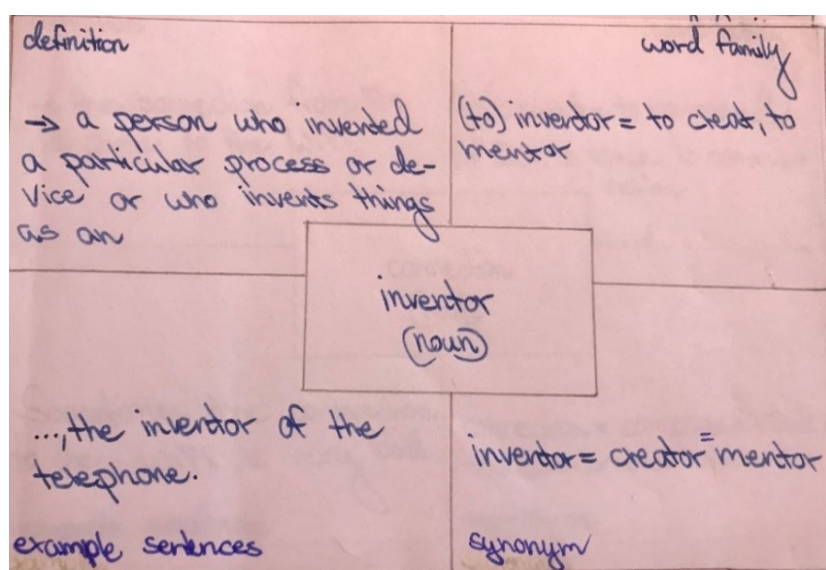 definition
→ a person who invented
a particular process or de-
vice or who invents things
as an
word family
(to) inventor = to creat, to
mentor
inventor
(noun)
..., the inventor of the
telephone.
example sentences
inventor = creator = mentor
synonym